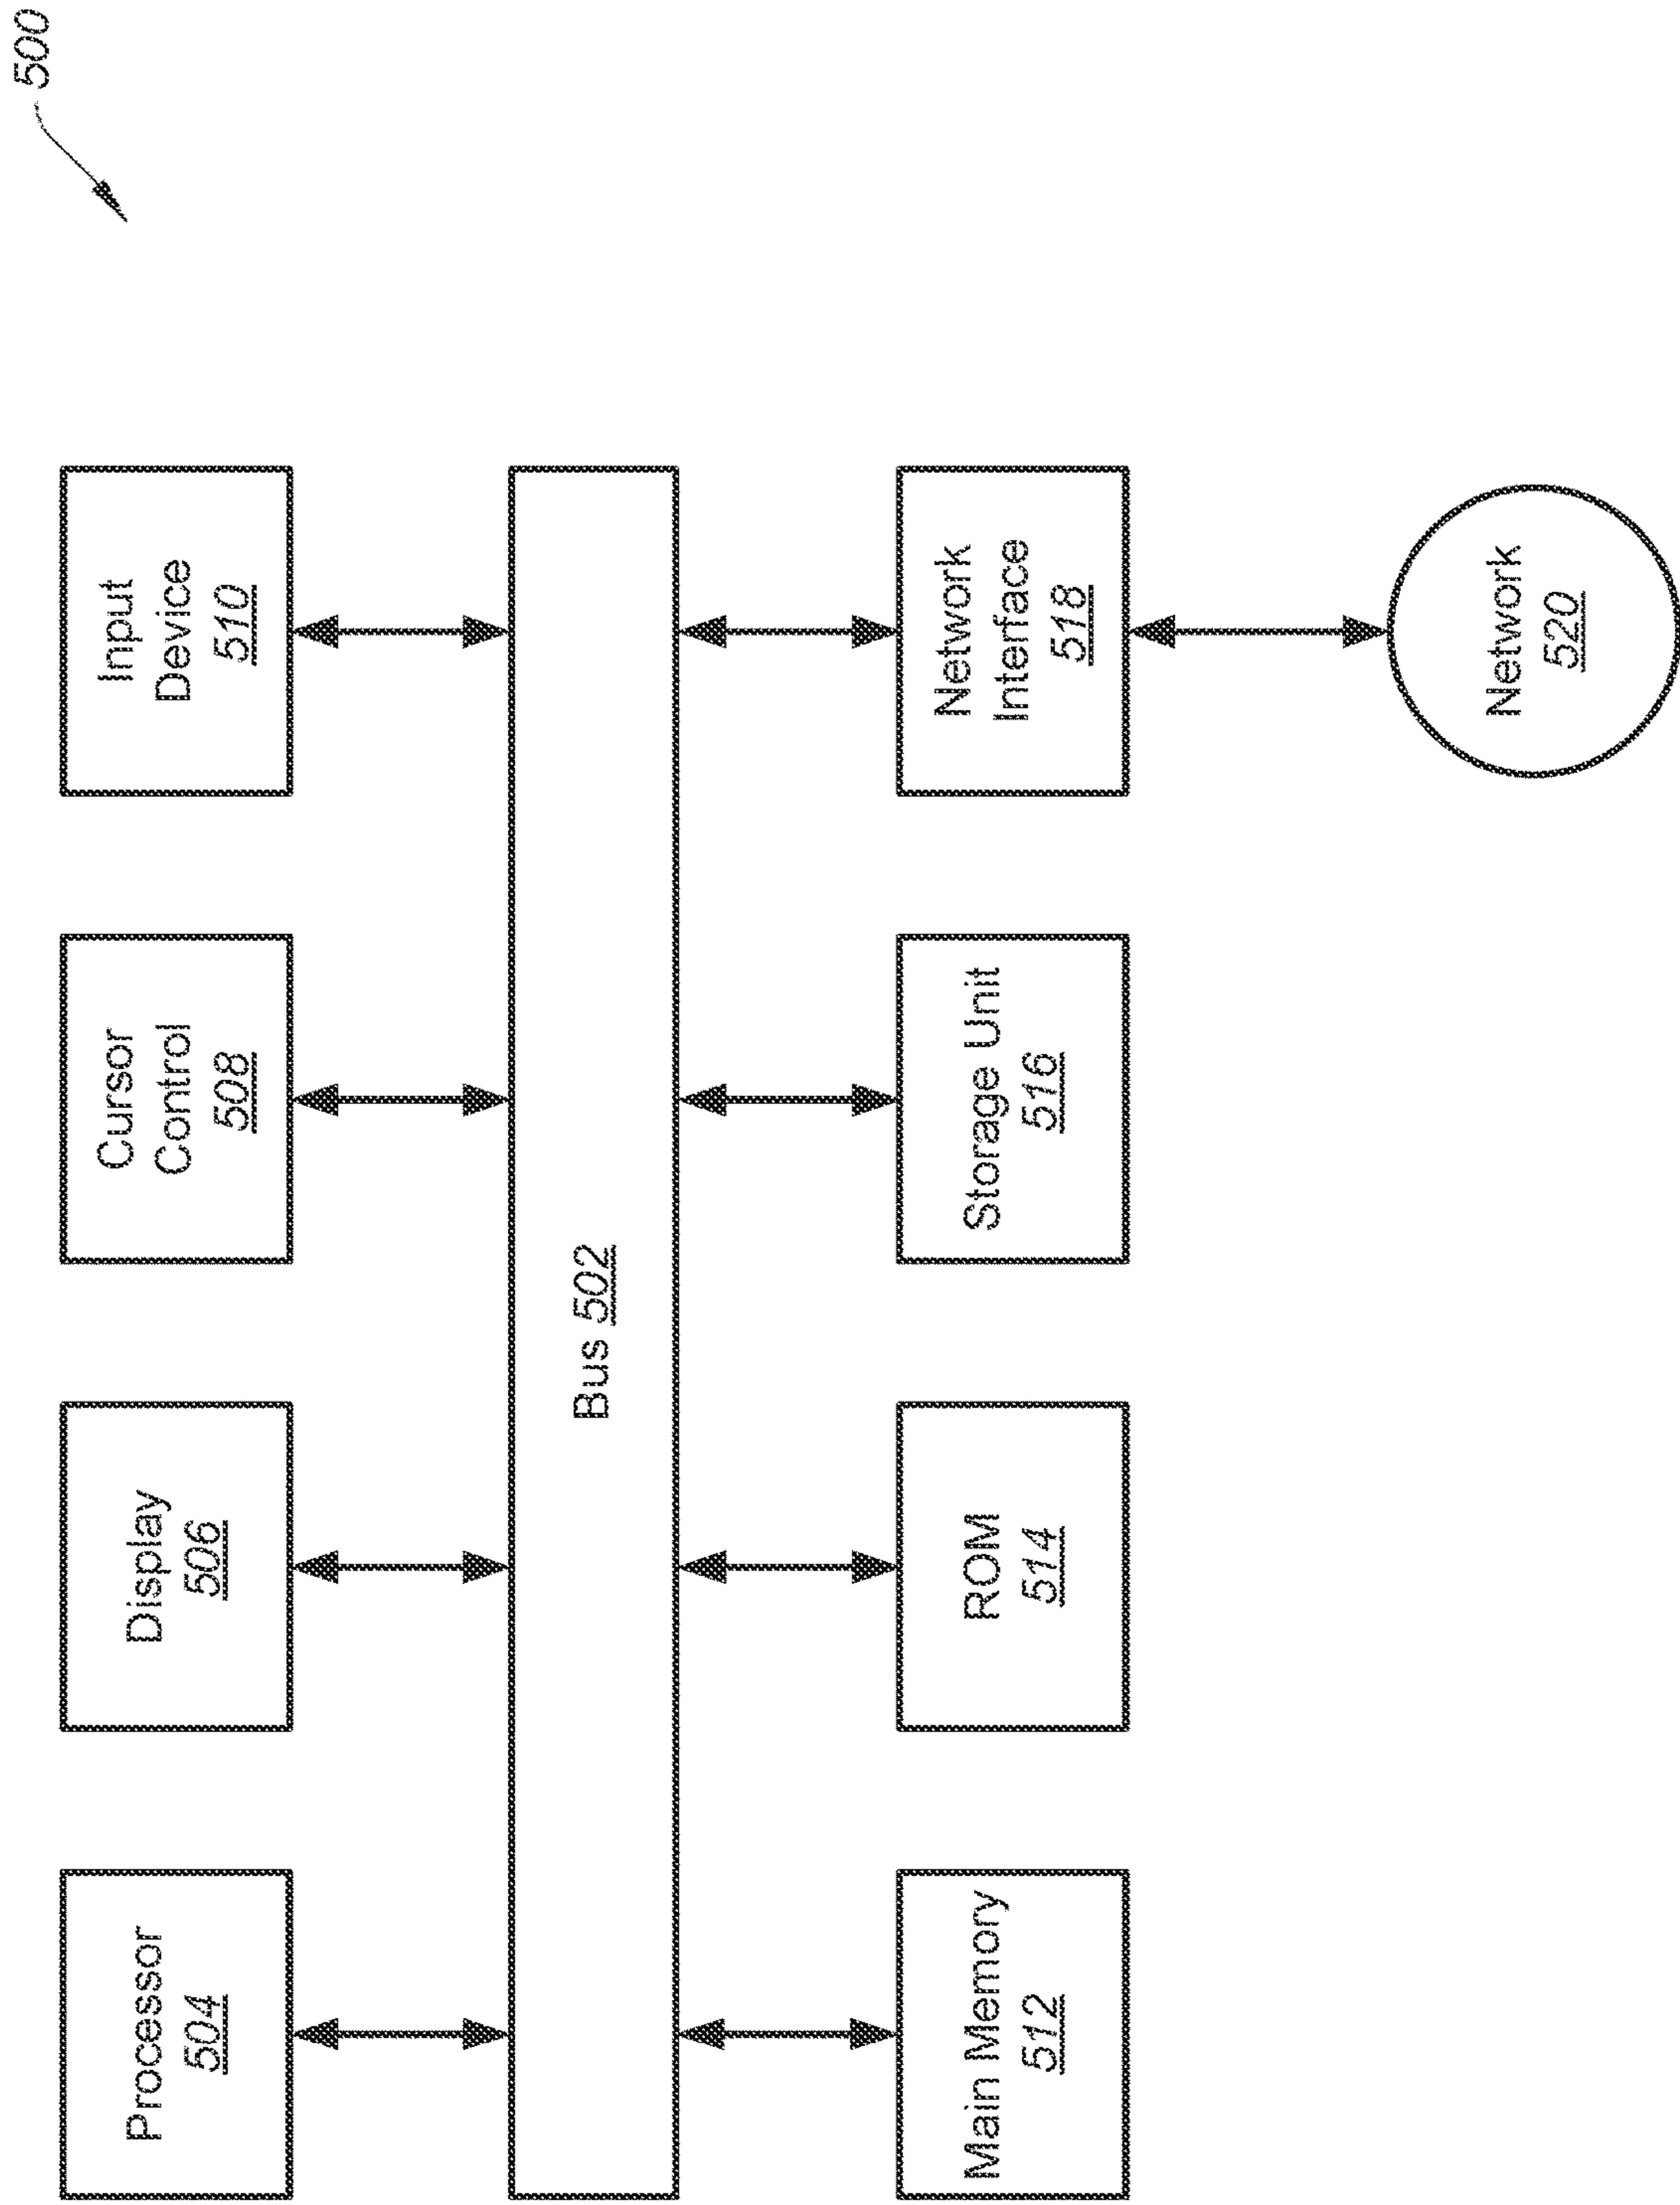 500
Processor
504
Display
506
Cursor
Control
508
Input
Device
510
Bus 502
Main Memory
512
ROM
514
Storage Unit
516
Network
Interface
518
Network
520